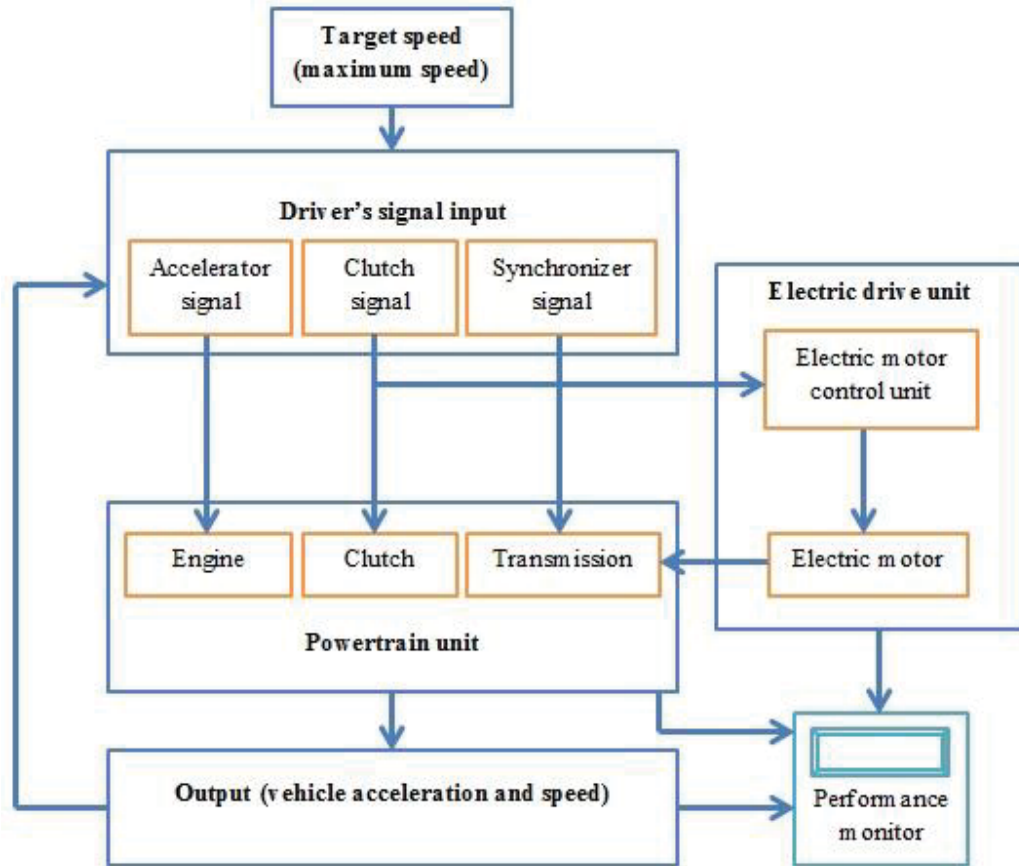 Target speed
(maximum speed)
Driver's signal input
Accelerator
signal
Clutch
signal
Synchronizer
signal
Electric drive unit
Electric motor
control unit
Engine
Clutch
Transmission
Electric motor
Powertrain unit
Output (vehicle acceleration and speed)
Performance
monitor